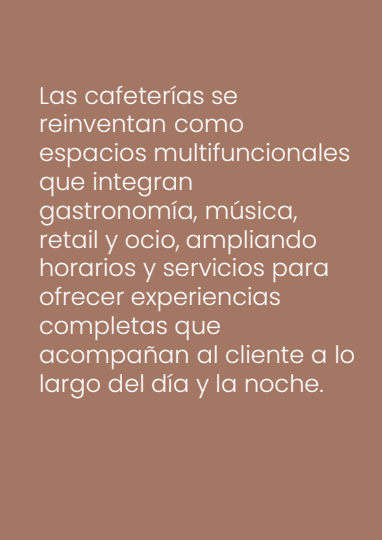 Las cafeterías se
reinventan como
espacios multifuncionales
que integran
gastronomía, música,
retail y ocio, ampliando
horarios y servicios para
ofrecer experiencias
completas que
acompañan al cliente a lo
largo del día y la noche.